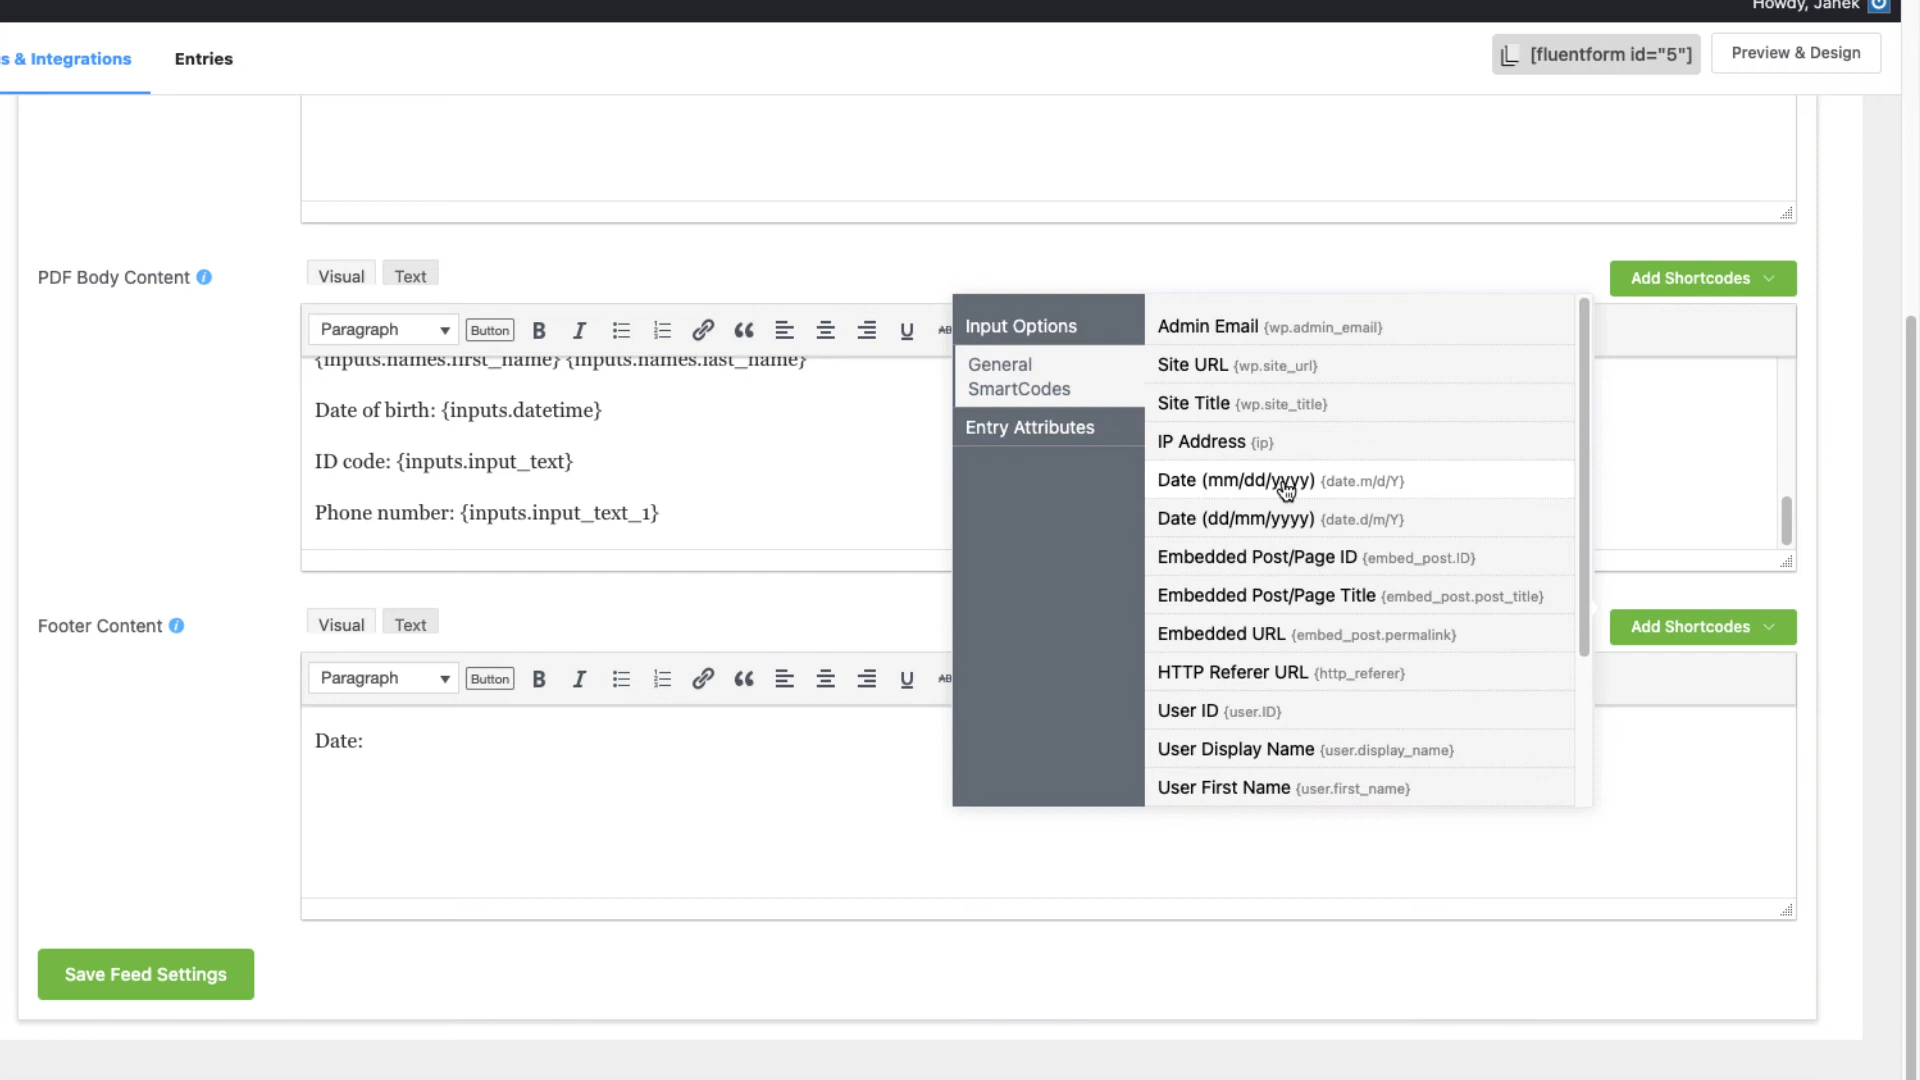 Howdy, Janek
s & Integrations
Entries
[fluentform id="5"]
Preview & Design
PDF Body Content
Visual
Text
Add Shortcodes
Paragraph
Button
B
I
U
AB
{inputs.names.first_name} {inputs.names.last_name}
Date of birth: {inputs.datetime}
ID code: {inputs.input_text}
Phone number: {inputs.input_text_1}
Input Options
General
SmartCodes
Entry Attributes
Admin Email {wp.admin_email}
Site URL {wp.site_url}
Site Title {wp.site_title}
IP Address {ip}
Date (mm/dd/yyyy) {date.m/d/Y}
Date (dd/mm/yyyy) {date.d/m/Y}
Embedded Post/Page ID {embed_post.ID}
Embedded Post/Page Title {embed_post.post_title}
Embedded URL {embed_post.permalink}
HTTP Referer URL {http_referer}
User ID {user.ID}
User Display Name {user.display_name}
User First Name {user.first_name}
Footer Content
Visual
Text
Add Shortcodes
Paragraph
Button
B
I
U
AB
Date:
Save Feed Settings